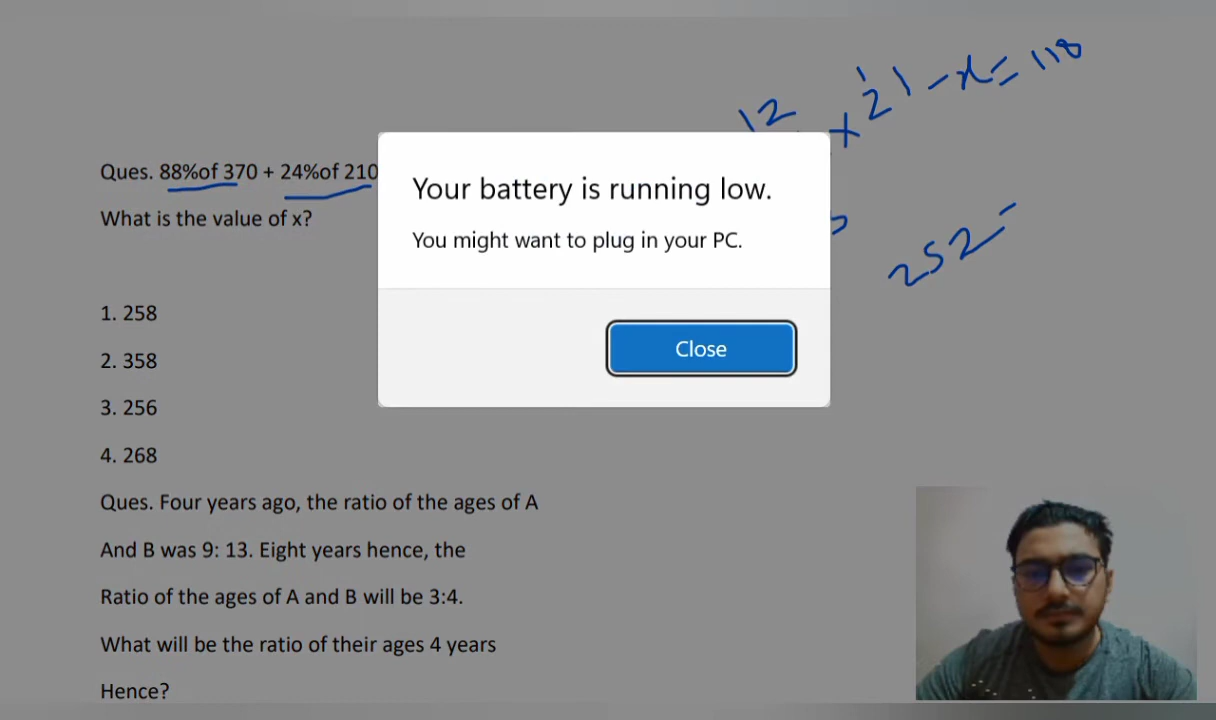 12
× 21 - x = 118
Ques. 88%of 370 + 24%of 210
What is the value of x?
252 -
Your battery is running low.
You might want to plug in your PC.
Close
1. 258
2. 358
3. 256
4. 268
Ques. Four years ago, the ratio of the ages of A
And B was 9: 13. Eight years hence, the
Ratio of the ages of A and B will be 3:4.
What will be the ratio of their ages 4 years
Hence?